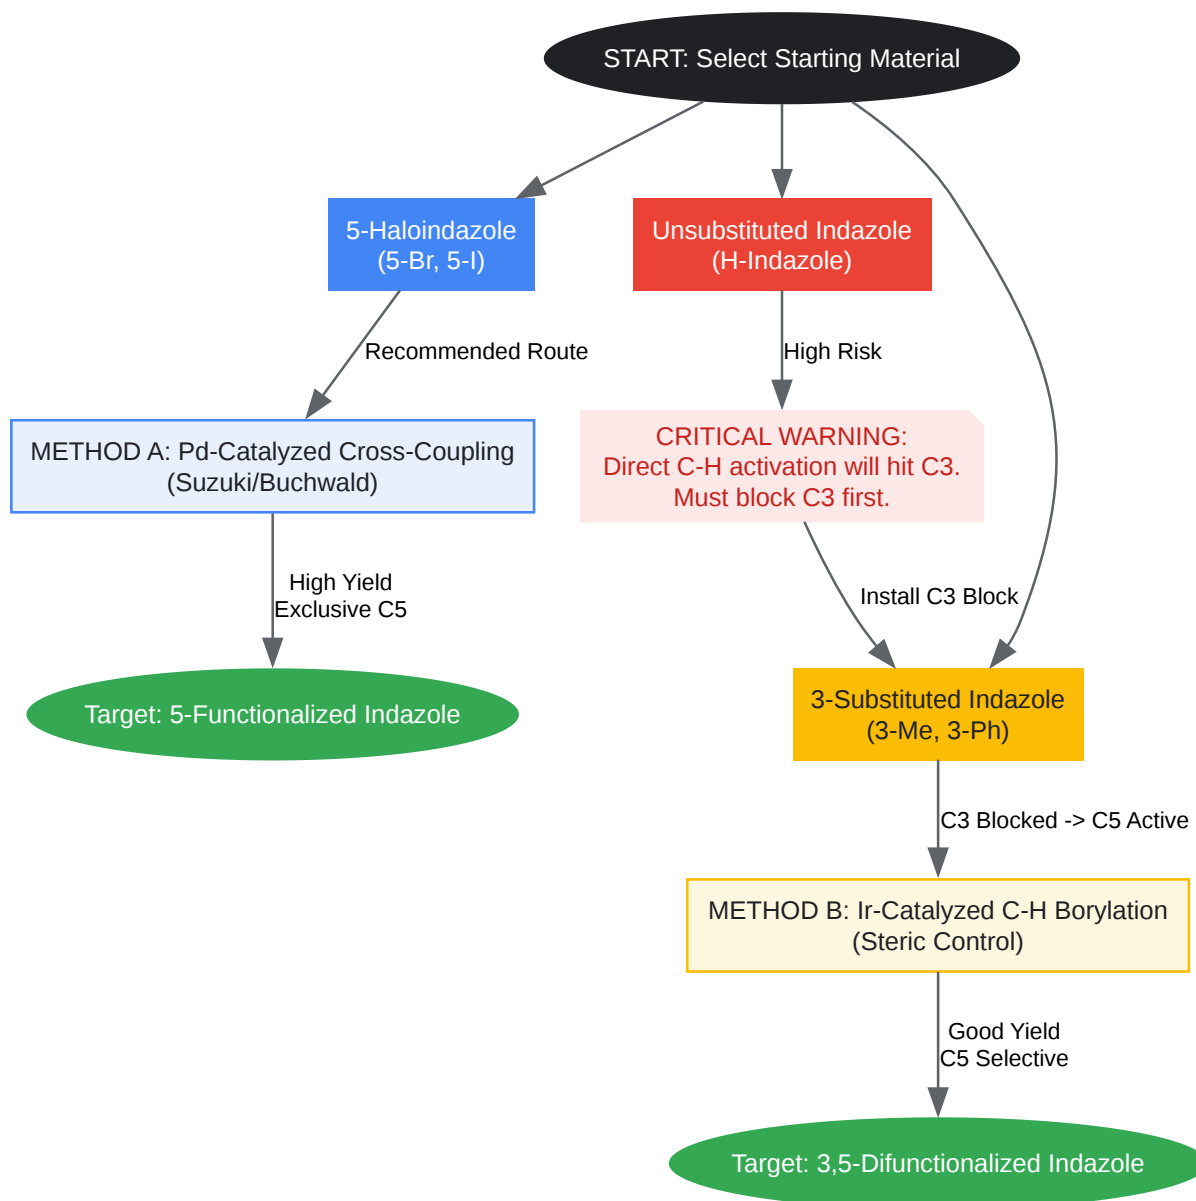 START: Select Starting Material
5-Haloindazole
(5-Br, 5-I)
Unsubstituted Indazole
(H-Indazole)
Recommended Route
High Risk
METHOD A: Pd-Catalyzed Cross-Coupling
(Suzuki/Buchwald)
CRITICAL WARNING:
Direct C-H activation will hit C3.
Must block C3 first.
High Yield
Exclusive C5
Install C3 Block
Target: 5-Functionalized Indazole
3-Substituted Indazole
(3-Me, 3-Ph)
C3 Blocked -> C5 Active
METHOD B: Ir-Catalyzed C-H Borylation
(Steric Control)
Good Yield
C5 Selective
Target: 3,5-Difunctionalized Indazole